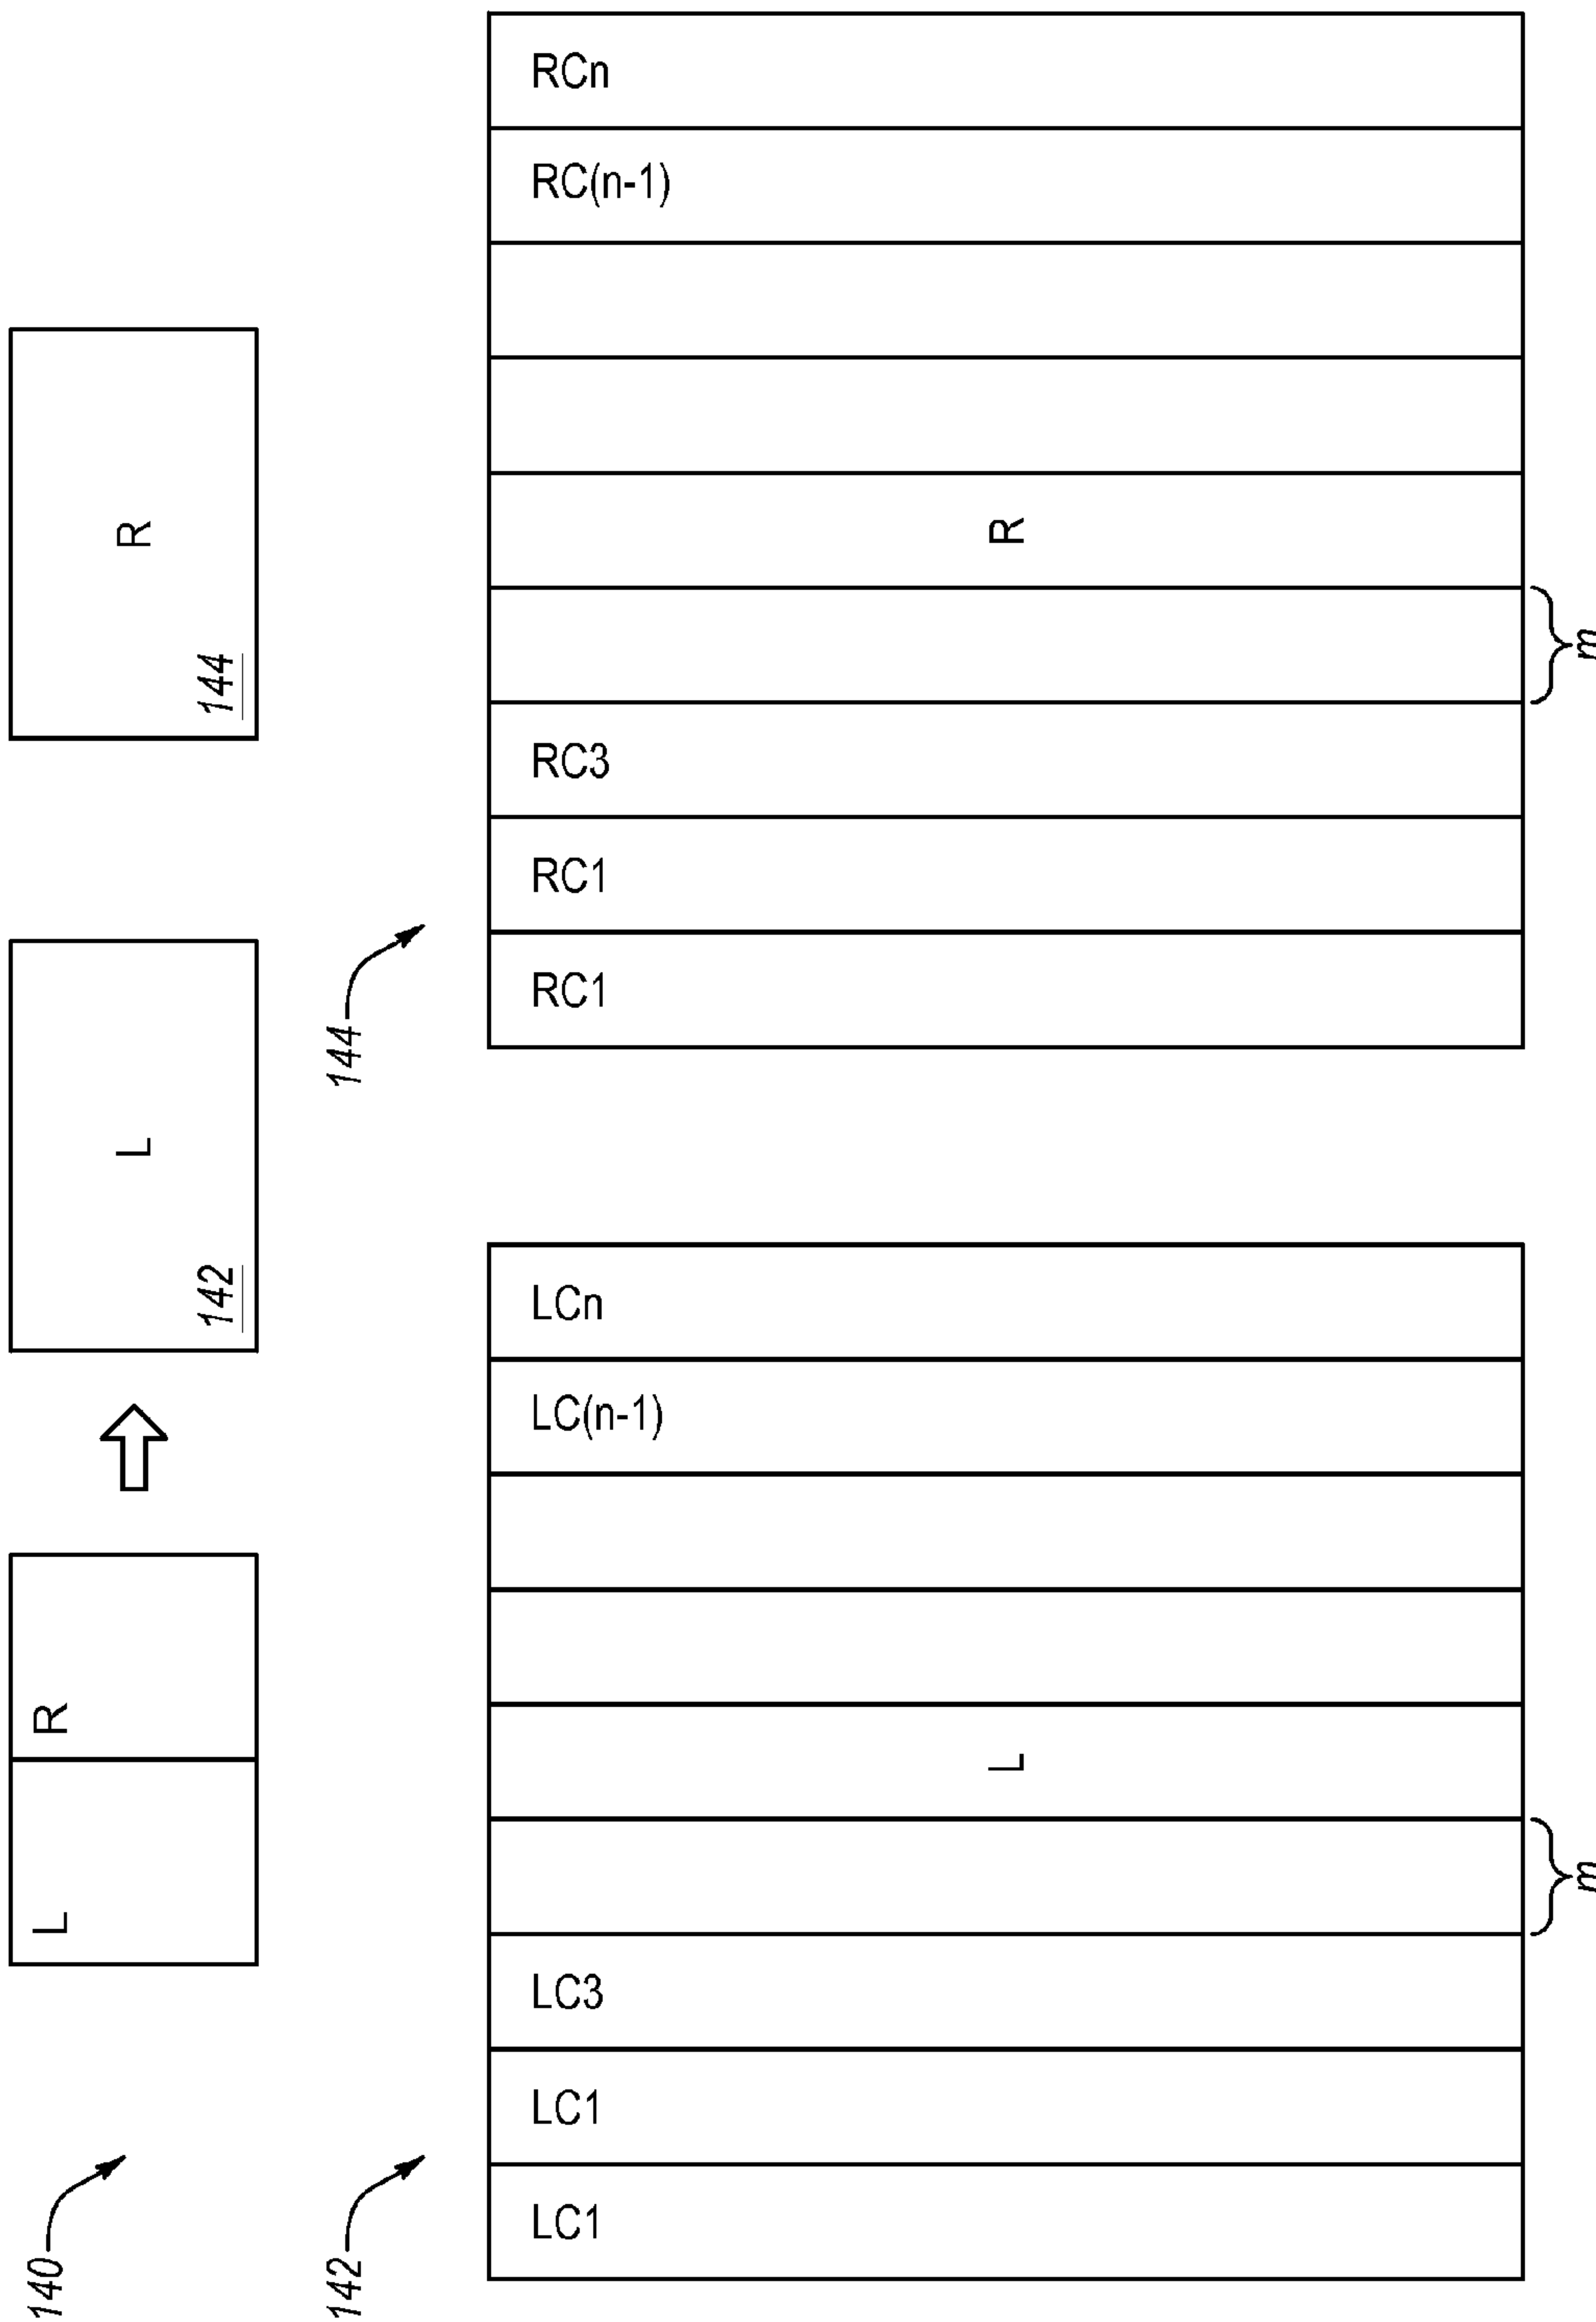 140
L
R
L
142
R
144
142
LC1
LC1
LC3
L
LC(n-1)
LCn
m
144
RC1
RC1
RC3
R
RC(n-1)
RCn
m